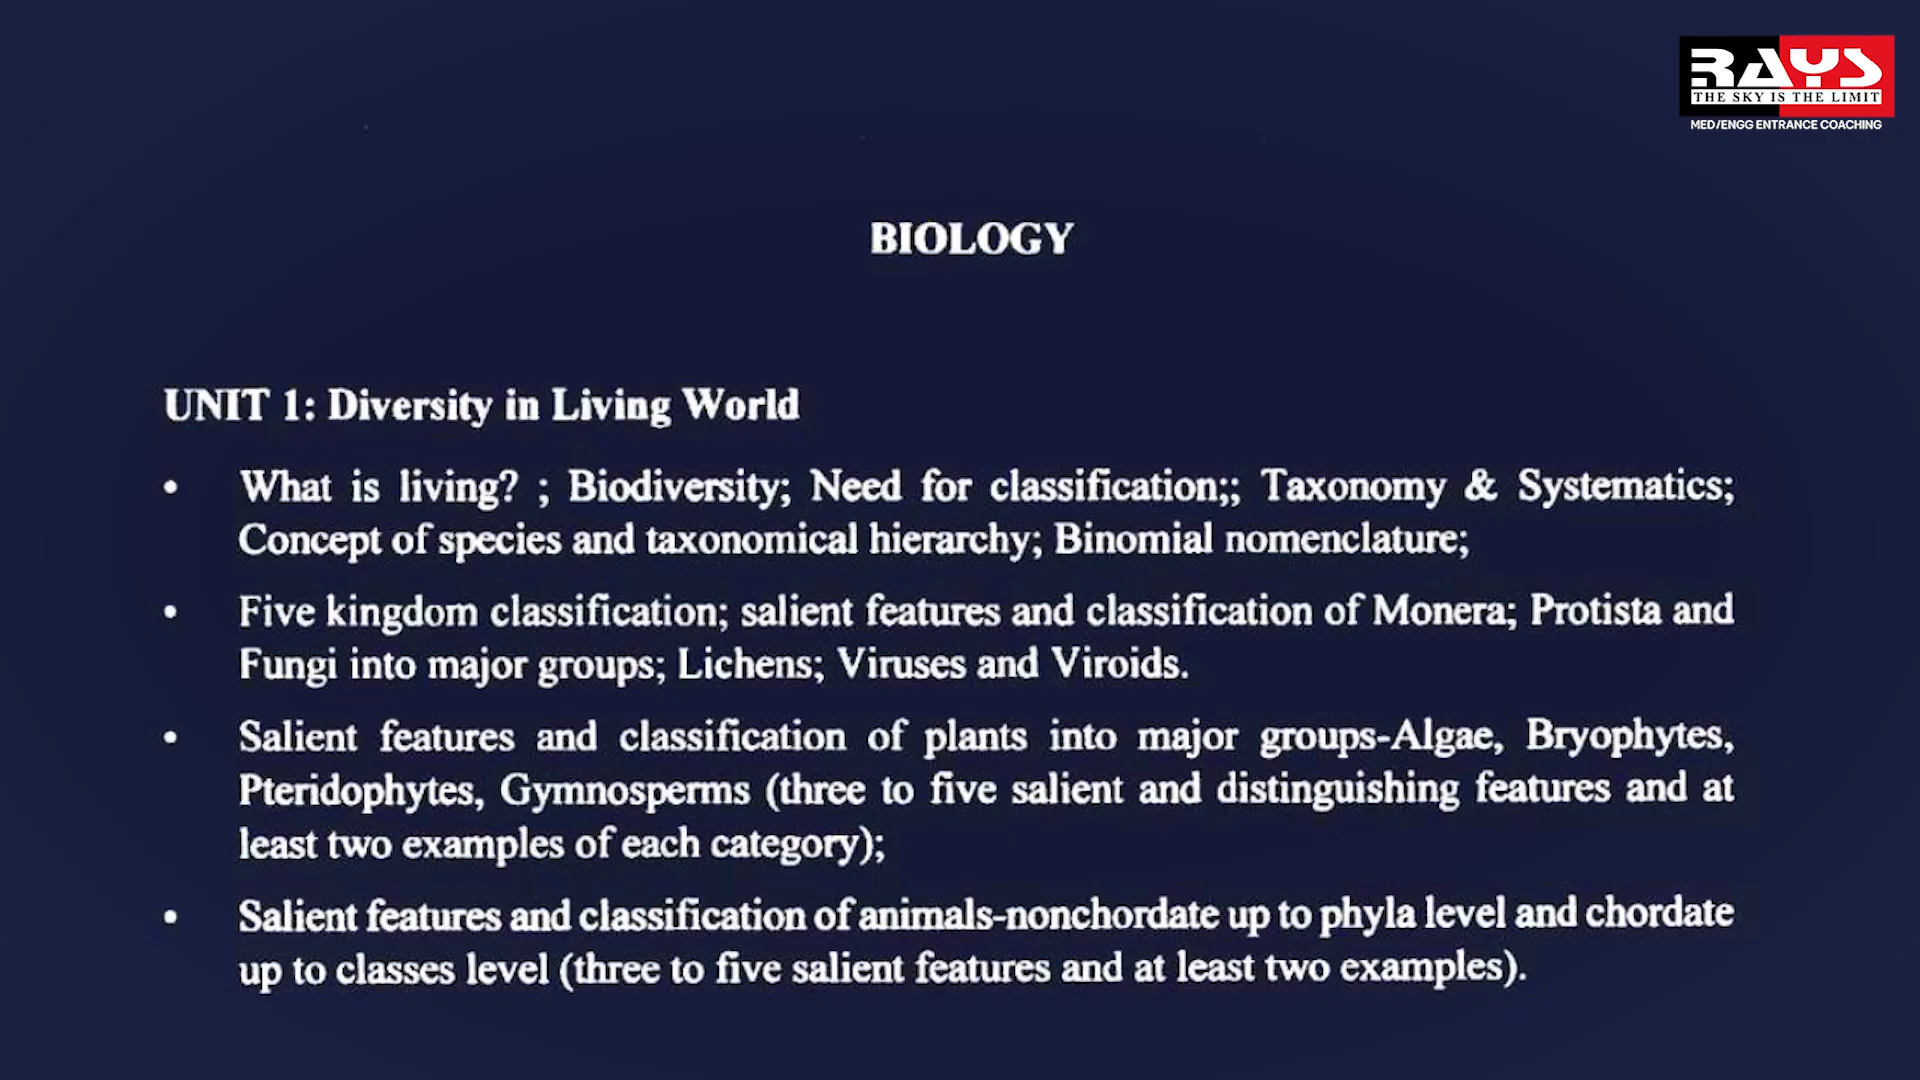 RAYS
THE SKY IS THE LIMIT
MED/ENGG ENTRANCE COACHING
BIOLOGY
UNIT 1: Diversity in Living World
• What is living? ; Biodiversity; Need for classification;; Taxonomy & Systematics;
Concept of species and taxonomical hierarchy; Binomial nomenclature;
• Five kingdom classification; salient features and classification of Monera; Protista and
Fungi into major groups; Lichens; Viruses and Viroids.
• Salient features and classification of plants into major groups-Algae, Bryophytes,
Pteridophytes, Gymnosperms (three to five salient and distinguishing features and at
least two examples of each category);
• Salient features and classification of animals-nonchordate up to phyla level and chordate
up to classes level (three to five salient features and at least two examples).